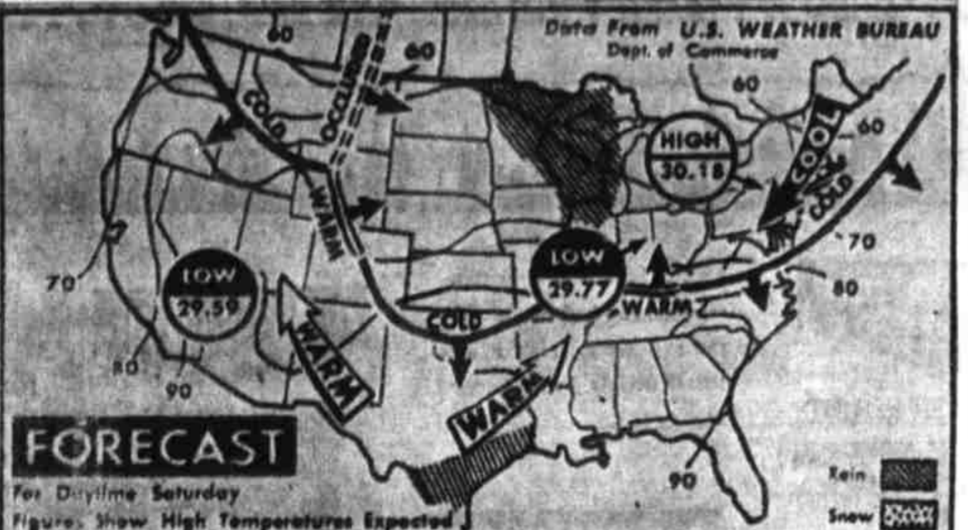 Data From U.S. WEATHER BUREAU
Dept. of Commerce
60
60
60
60
COLD
OCCLUDED
COOL
HIGH
30.18
COLD
WARM
70
70
LOW
29.59
LOW
29.77
WARM
80
COLD
WARM
WARM
80
90
90
FORECAST
For Daytime Saturday
Figures Show High Temperatures Expected
Rain
Snow